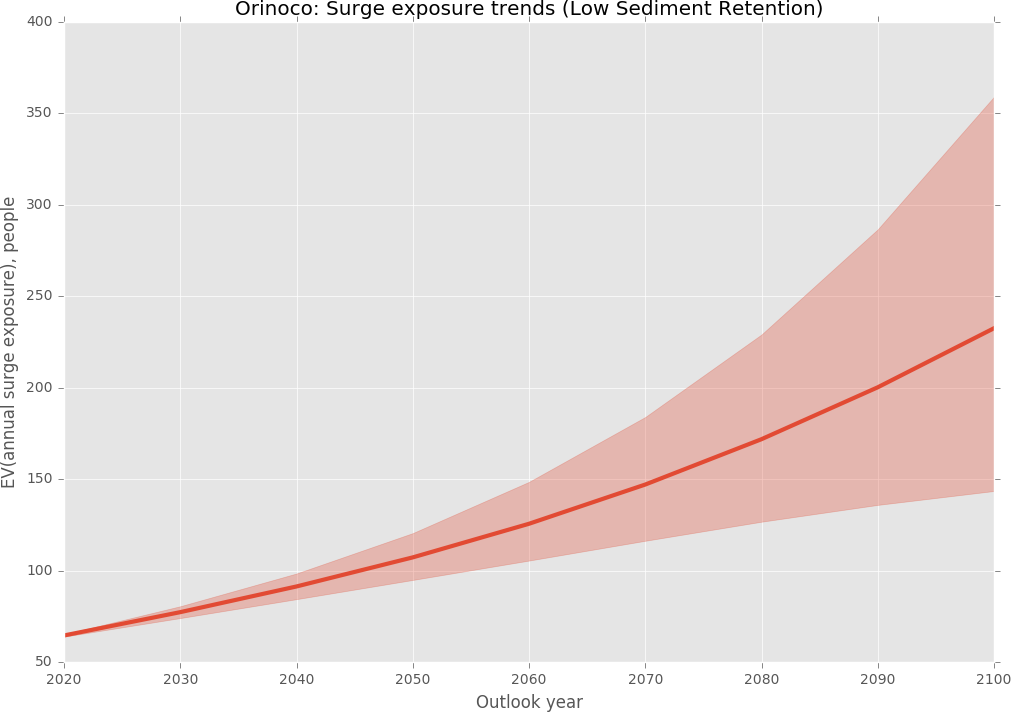 Orinoco: Surge exposure trends (Low Sediment Retention)
EV(annual surge exposure), people
400
350
300
250
200
150
100
50
2020 2030 2040 2050 2060 2070 2080 2090 2100
Outlook year